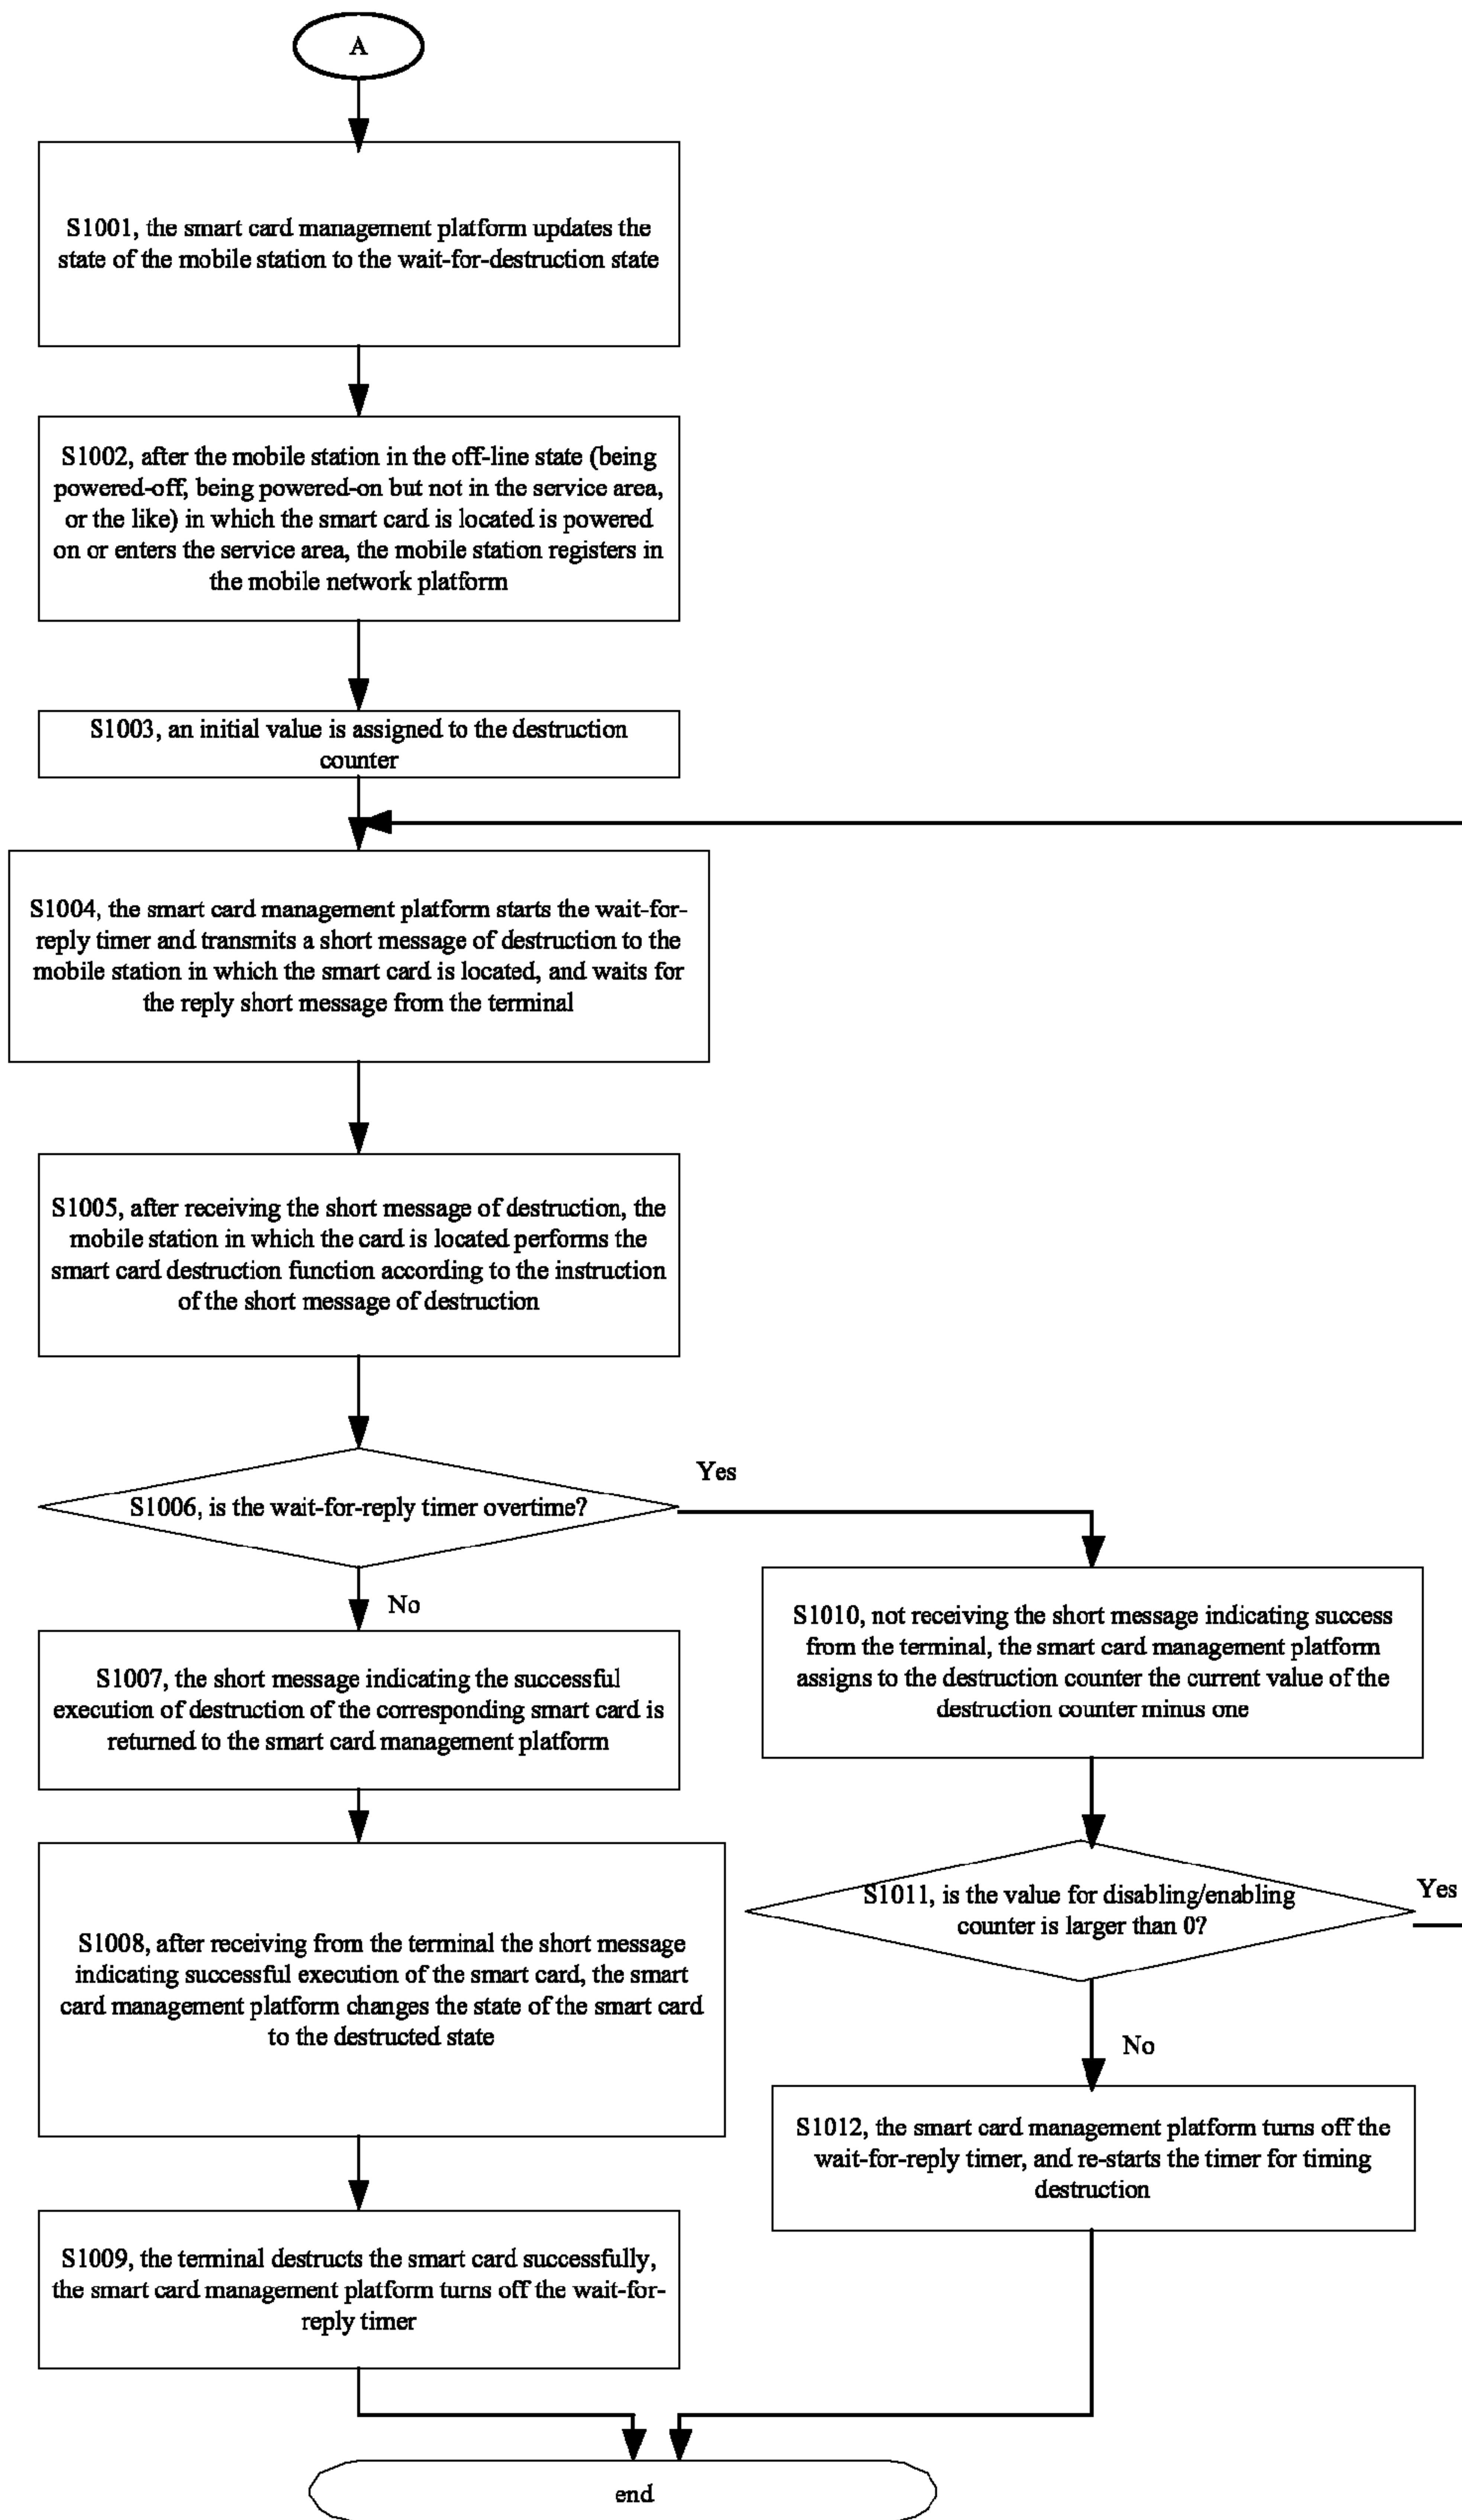 A
S1001, the smart card management platform updates the
state of the mobile station to the wait-for-destruction state
S1002, after the mobile station in the off-line state (being
powered-off, being powered-on but not in the service area,
or the like) in which the smart card is located is powered
on or enters the service area, the mobile station registers in
the mobile network platform
S1003, an initial value is assigned to the destruction
counter
S1004, the smart card management platform starts the wait-for-
reply timer and transmits a short message of destruction to the
mobile station in which the smart card is located, and waits for
the reply short message from the terminal
S1005, after receiving the short message of destruction, the
mobile station in which the card is located performs the
smart card destruction function according to the instruction
of the short message of destruction
S1006, is the wait-for-reply timer overtime?
Yes
No
S1007, the short message indicating the successful
execution of destruction of the corresponding smart card is
returned to the smart card management platform
S1008, after receiving from the terminal the short message
indicating successful execution of the smart card, the smart
card management platform changes the state of the smart card
to the destructed state
S1009, the terminal destructs the smart card successfully,
the smart card management platform turns off the wait-for-
reply timer
S1010, not receiving the short message indicating success
from the terminal, the smart card management platform
assigns to the destruction counter the current value of the
destruction counter minus one
S1011, is the value for disabling/enabling
counter is larger than 0?
Yes
No
S1012, the smart card management platform turns off the
wait-for-reply timer, and re-starts the timer for timing
destruction
end